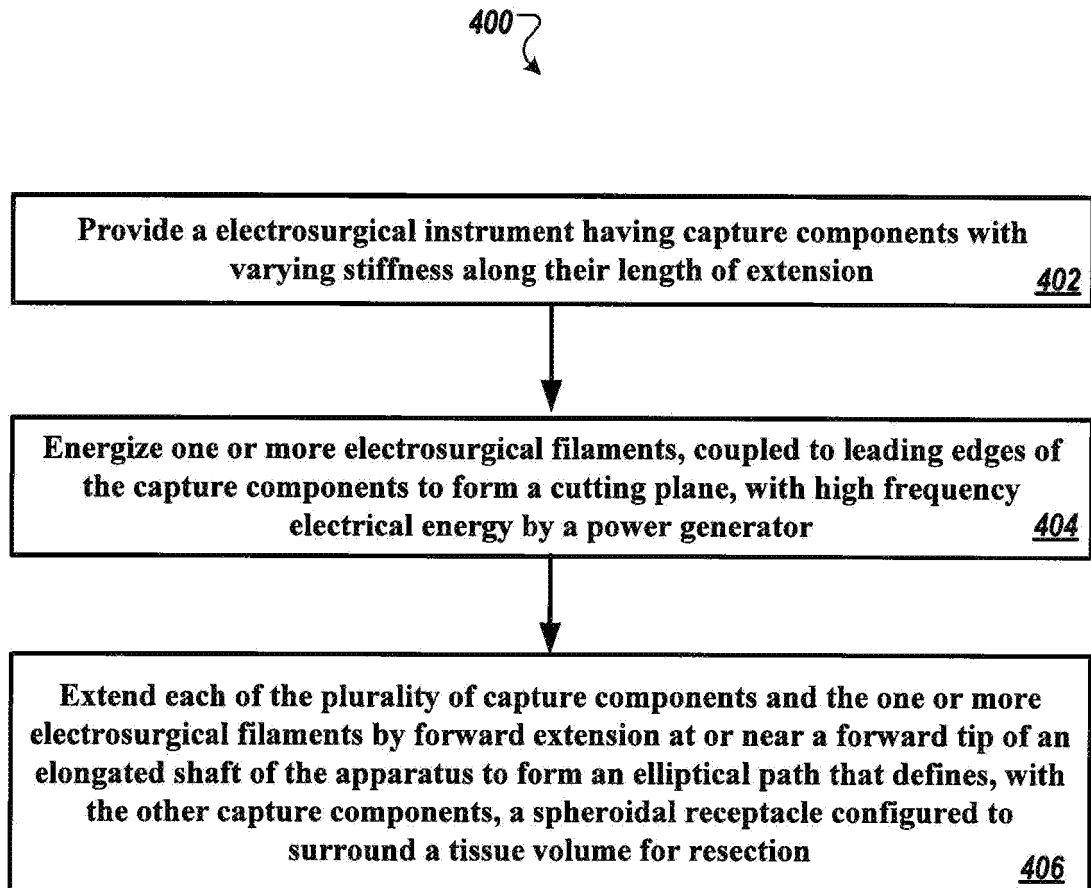 400
Provide a electrosurgical instrument having capture components with
varying stiffness along their length of extension
402
Energize one or more electrosurgical filaments, coupled to leading edges of
the capture components to form a cutting plane, with high frequency
electrical energy by a power generator
404
Extend each of the plurality of capture components and the one or more
electrosurgical filaments by forward extension at or near a forward tip of an
elongated shaft of the apparatus to form an elliptical path that defines, with
the other capture components, a spheroidal receptacle configured to
surround a tissue volume for resection
406